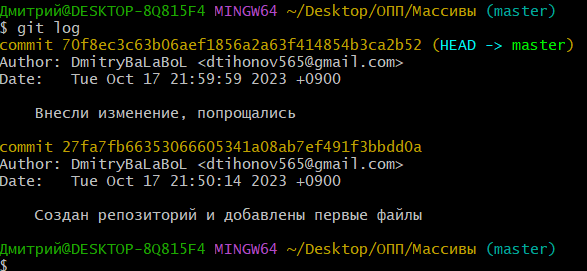 Дмитрий@DESKTOP-8Q815F4 MINGW64 ~/Desktop/ОПП/Массивы (master)
$ git log
commit 70f8ec3c63b06aef1856a2a63f414854b3ca2b52 (HEAD -> master)
Author: DmitryBaLaBoL <dtihonov565@gmail.com>
Date:   Tue Oct 17 21:59:59 2023 +0900
    Внесли изменение, попрощались
commit 27fa7fb66353066605341a08ab7ef491f3bbdd0a
Author: DmitryBaLaBoL <dtihonov565@gmail.com>
Date:   Tue Oct 17 21:50:14 2023 +0900
    Создан репозиторий и добавлены первые файлы
Дмитрий@DESKTOP-8Q815F4 MINGW64 ~/Desktop/ОПП/Массивы (master)
$